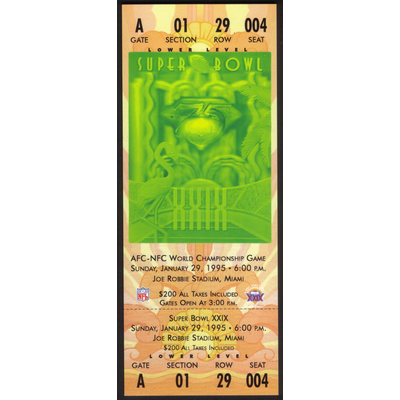 A 01 29 004
GATE SECTION ROW SEAT
LOWER LEVEL
SUPER BOWL
XXIX
AFC-NFC WORLD CHAMPIONSHIP GAME
SUNDAY, JANUARY 29, 1995 • 6:00 P.M.
JOE ROBBIE STADIUM, MIAMI
NFL
$200 ALL TAXES INCLUDED
GATES OPEN AT 3:00 P.M.
XXIX
SUPER BOWL XXIX
SUNDAY, JANUARY 29, 1995 • 6:00 P.M.
JOE ROBBIE STADIUM, MIAMI
$200 ALL TAXES INCLUDED
LOWER LEVEL
GATE SECTION ROW SEAT
A 01 29 004